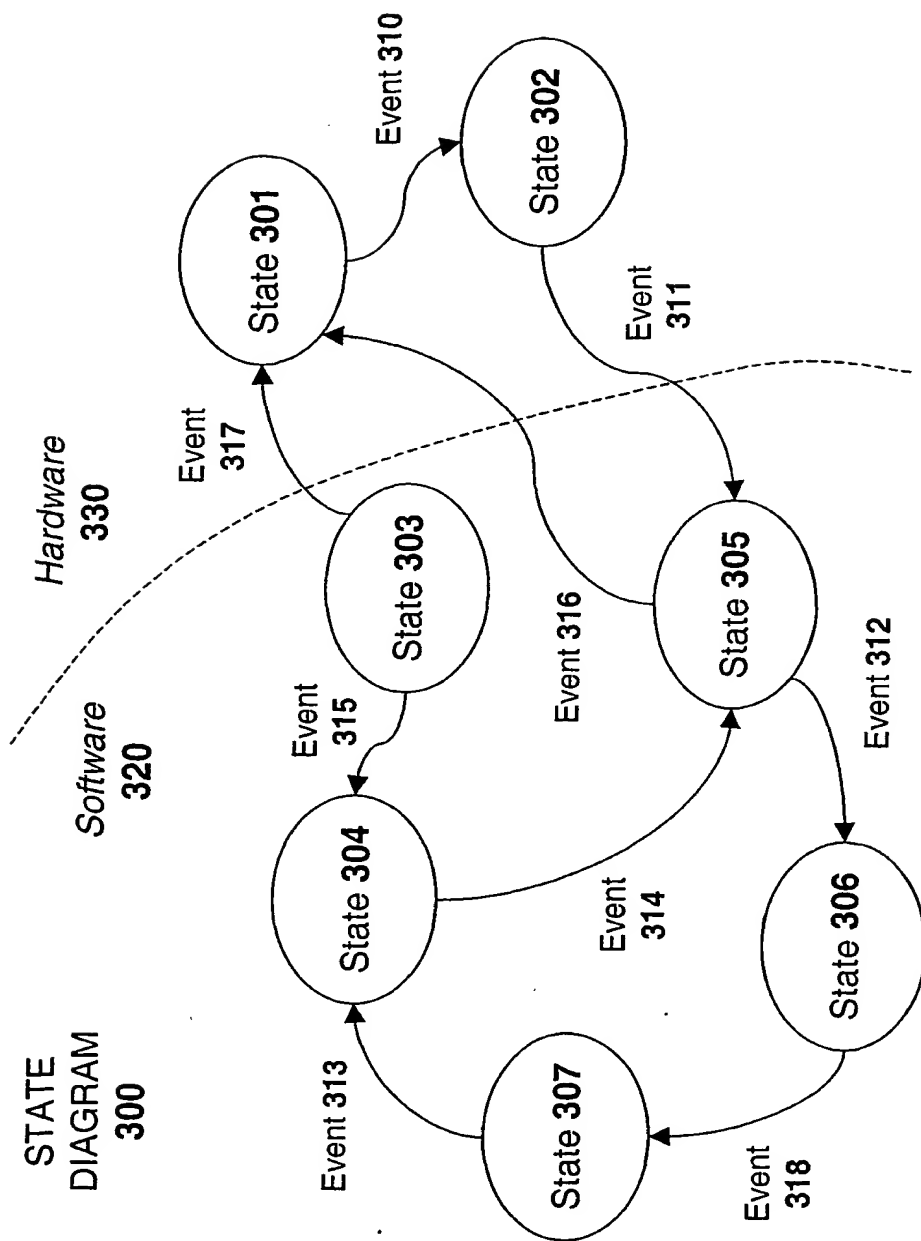 STATE
DIAGRAM
300
Software
320
Hardware
330
Event 313
State 304
Event
315
State 303
Event
317
State 301
Event 310
State 302
Event
311
State 307
Event
314
Event 316
State 305
Event
318
State 306
Event 312